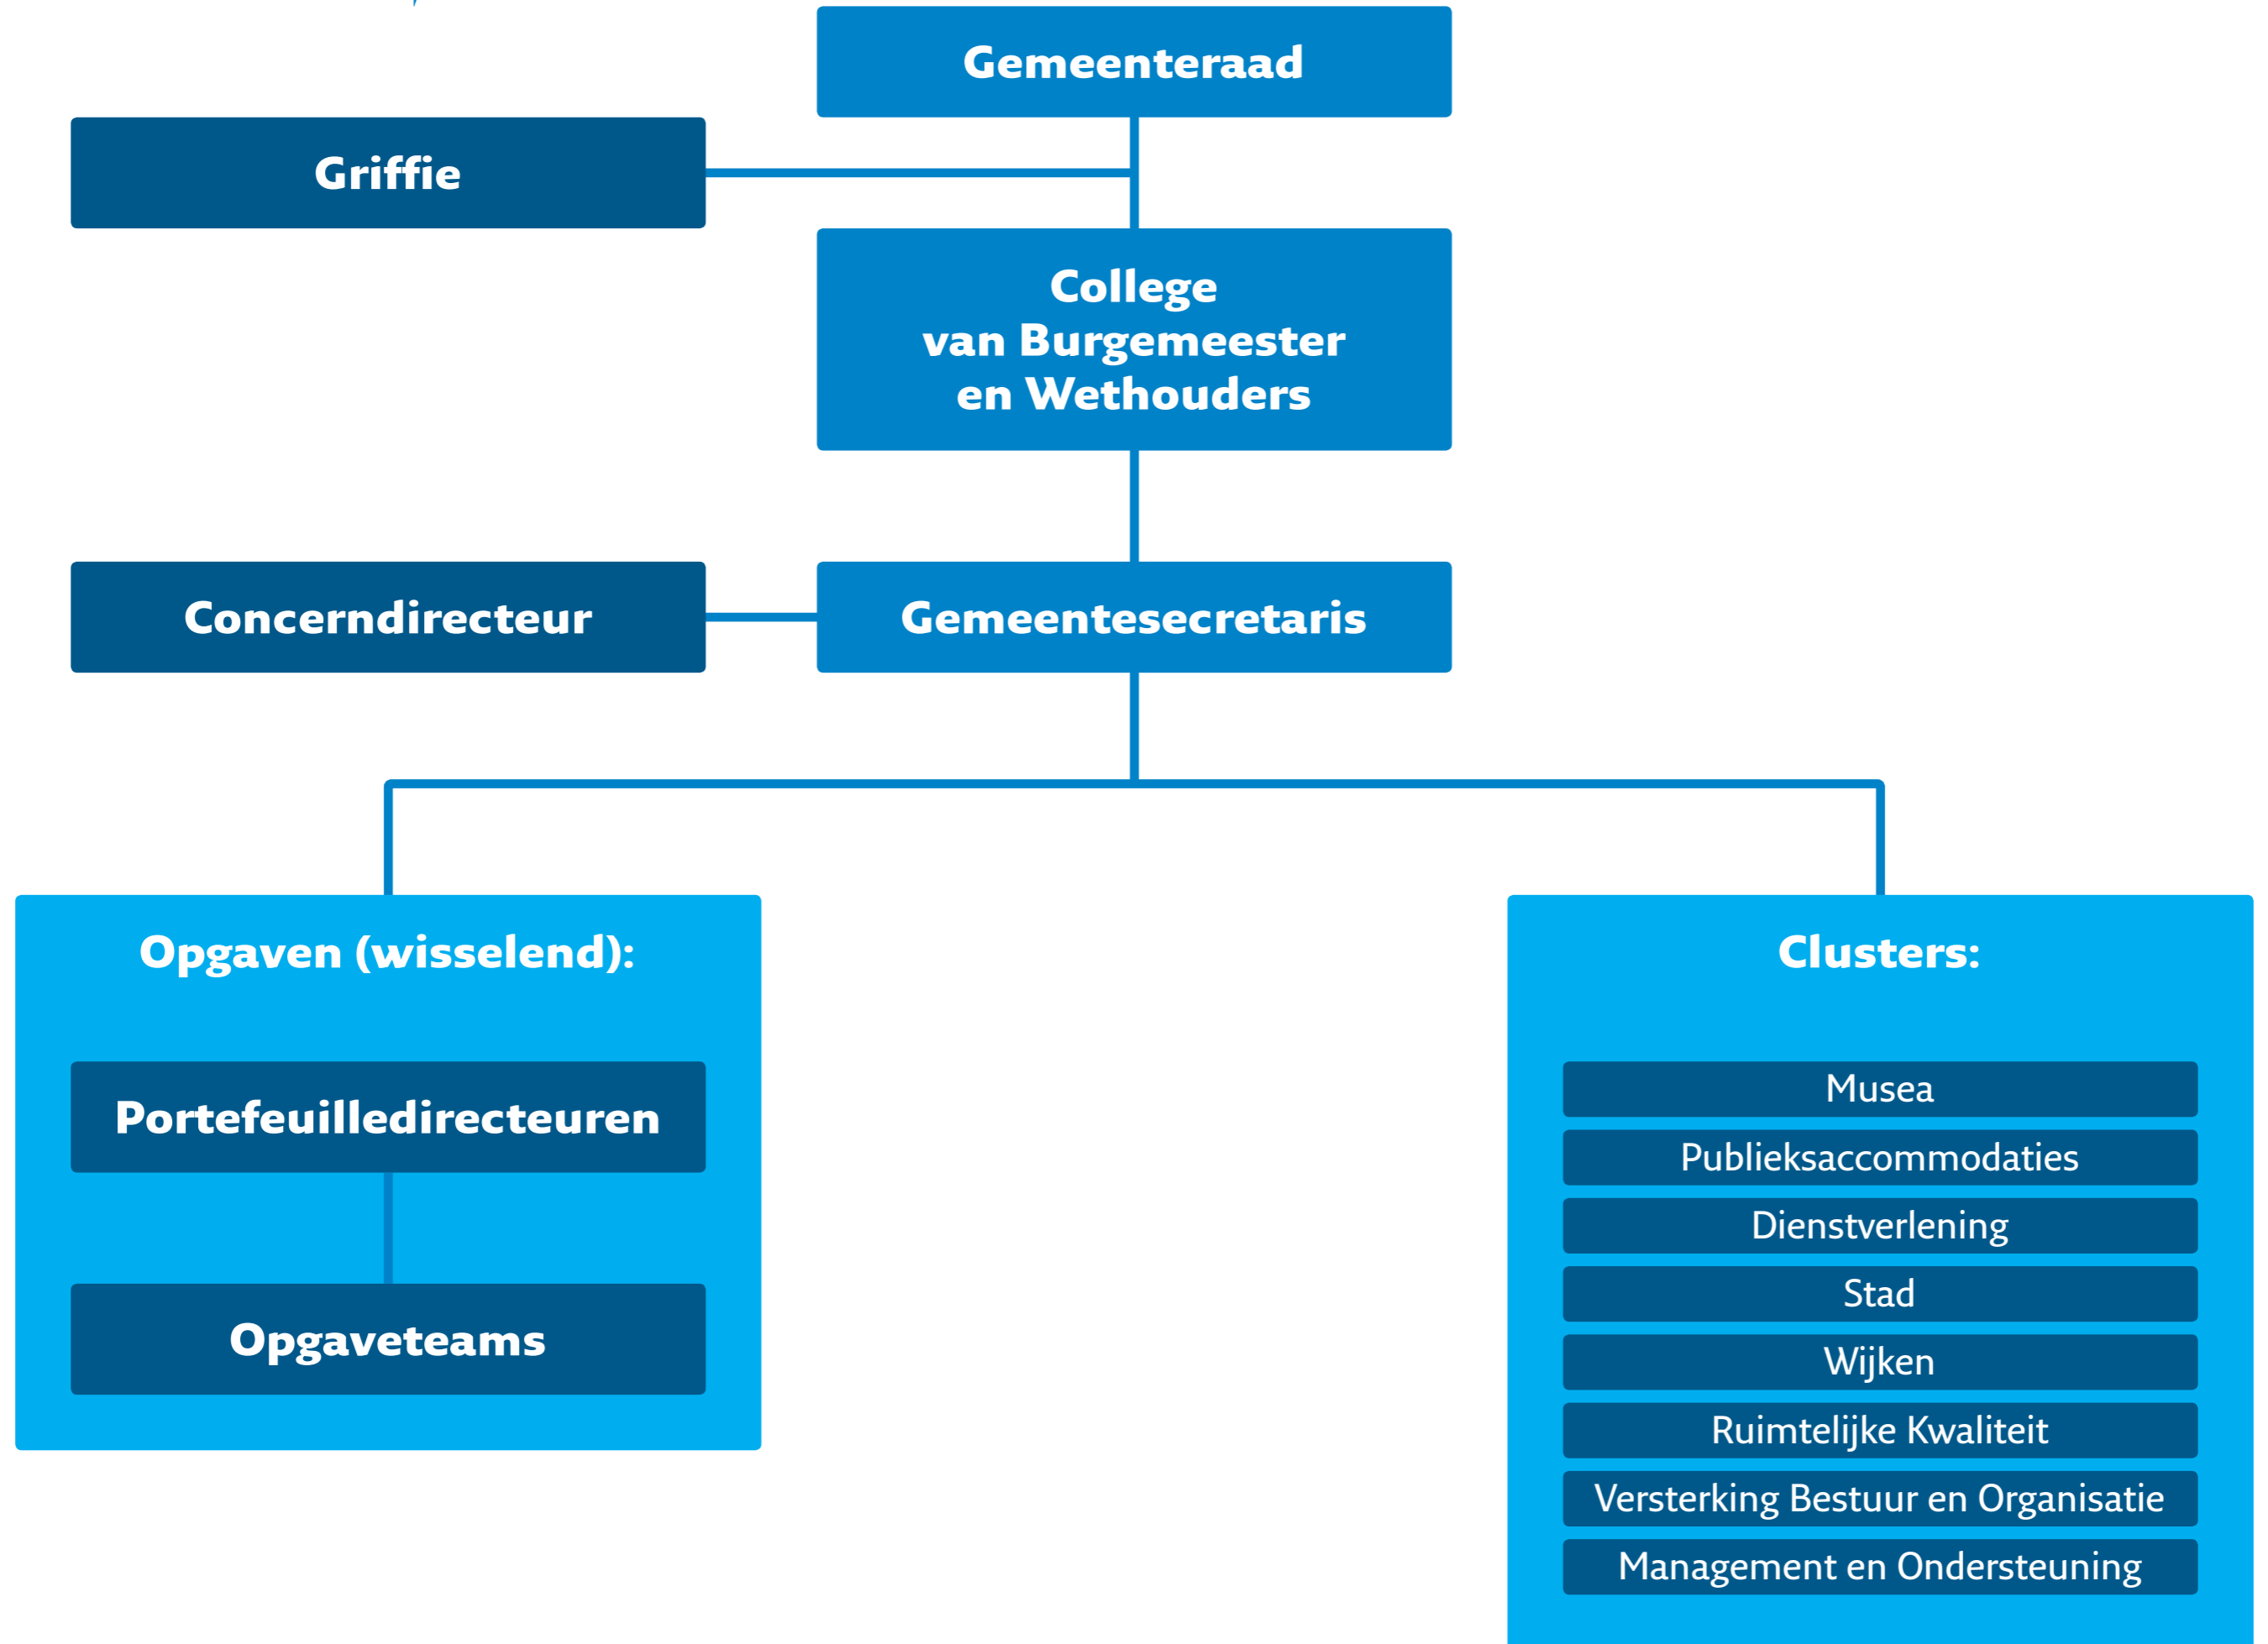 Gemeenteraad
Griffie
College
van Burgemeester
en Wethouders
Concerndirecteur
Gemeentesecretaris
Opgaven (wisselend):
Portefeuilledirecteuren
Opgaveteams
Clusters:
Musea
Publieksaccommodaties
Dienstverlening
Stad
Wijken
Ruimtelijke Kwaliteit
Versterking Bestuur en Organisatie
Management en Ondersteuning